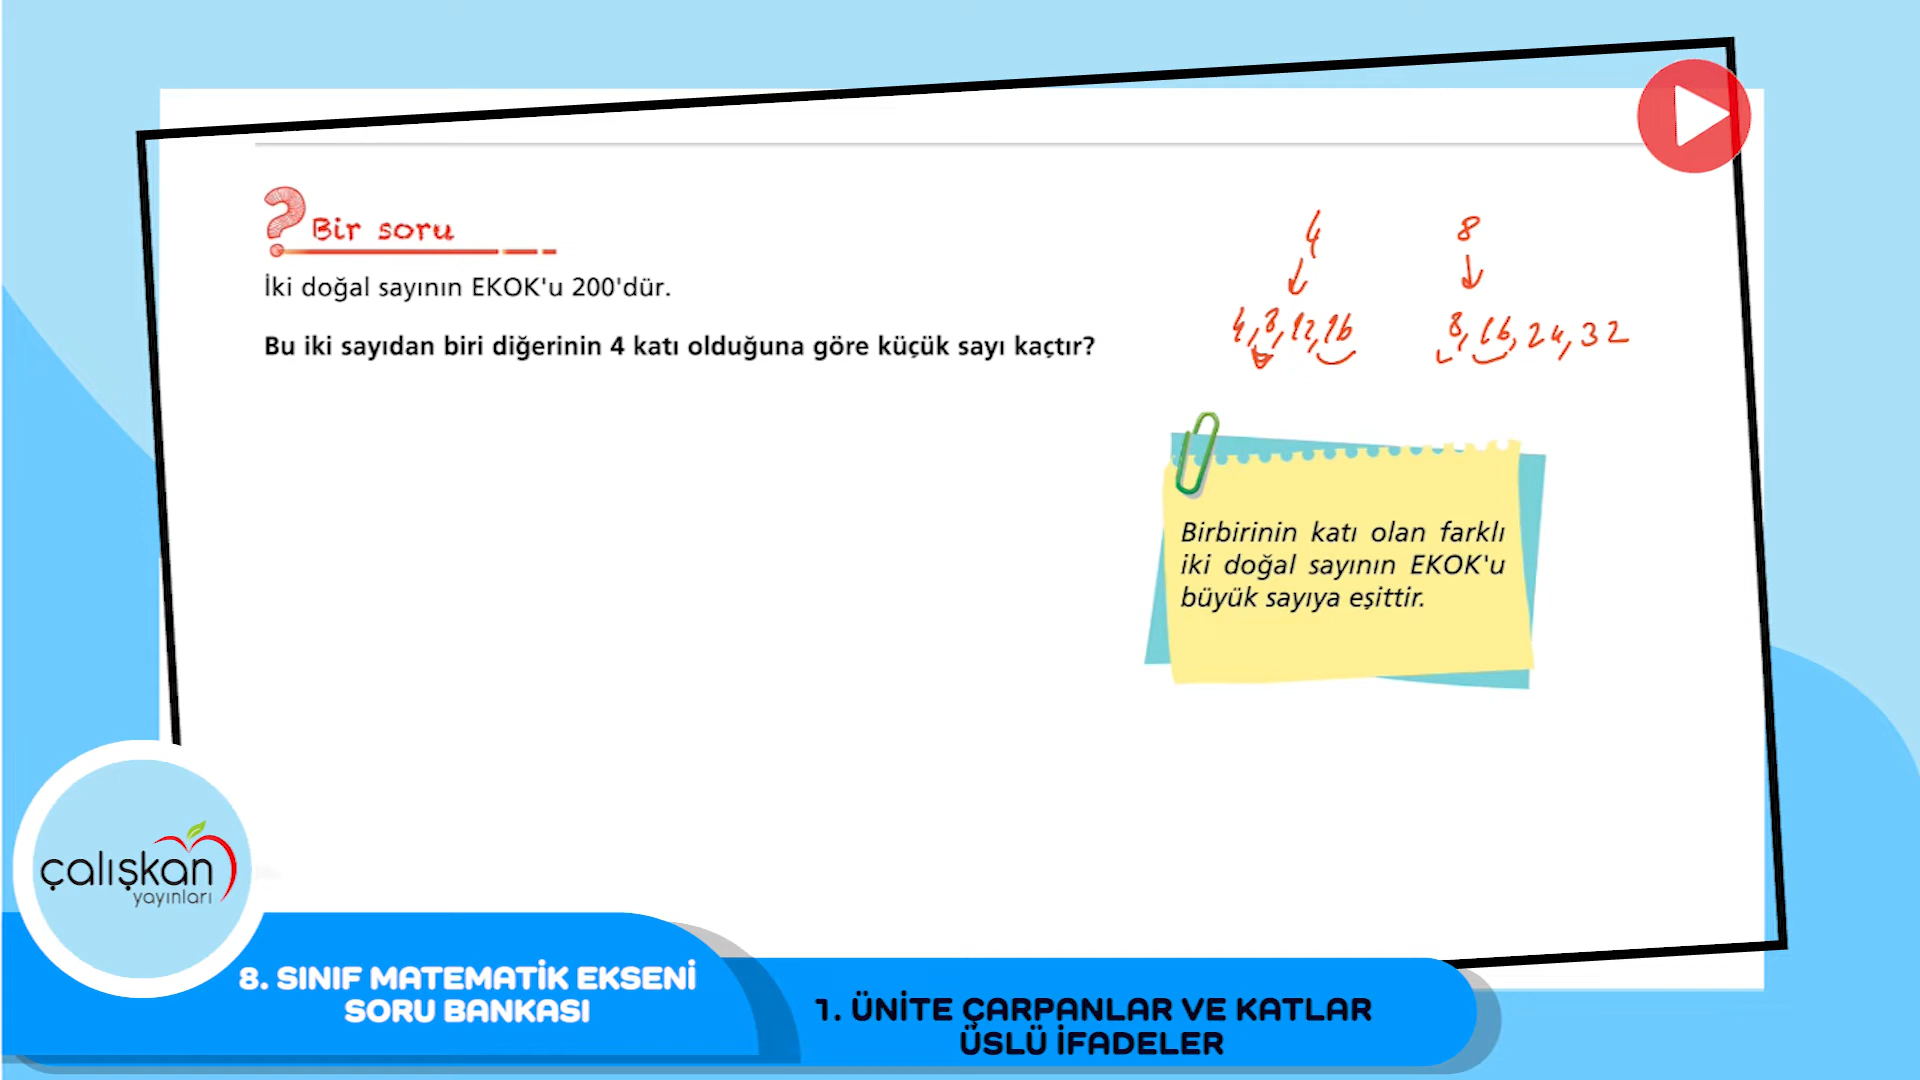 Bir soru
İki doğal sayının EKOK'u 200'dür.
Bu iki sayıdan biri diğerinin 4 katı olduğuna göre küçük sayı kaçtır?
4 8
4,8,12,16 8,16,24,32
Birbirinin katı olan farklı
iki doğal sayının EKOK'u
büyük sayıya eşittir.
çalışkan
yayınları
8. SINIF MATEMATİK EKSENİ
SORU BANKASI
1. ÜNİTE ÇARPANLAR VE KATLAR
ÜSLÜ İFADELER